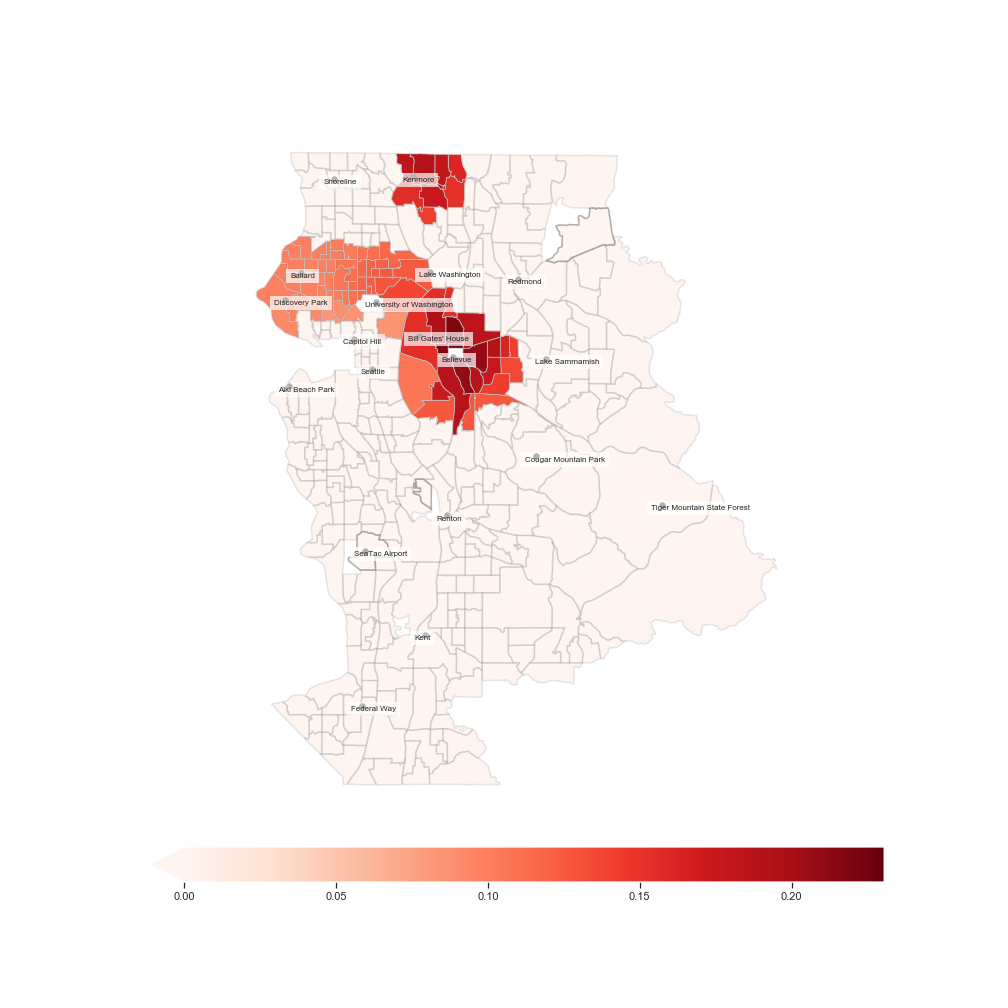 Shoreline
Kenmore
Ballard
Lake Washington
Redmond
Discovery Park
University of Washington
Capitol Hill
Bill Gates' House
Bellevue
Lake Sammamish
Seattle
Alki Beach Park
Cougar Mountain Park
Tiger Mountain State Forest
Renton
SeaTac Airport
Kent
Federal Way
0.00 0.05 0.10 0.15 0.20